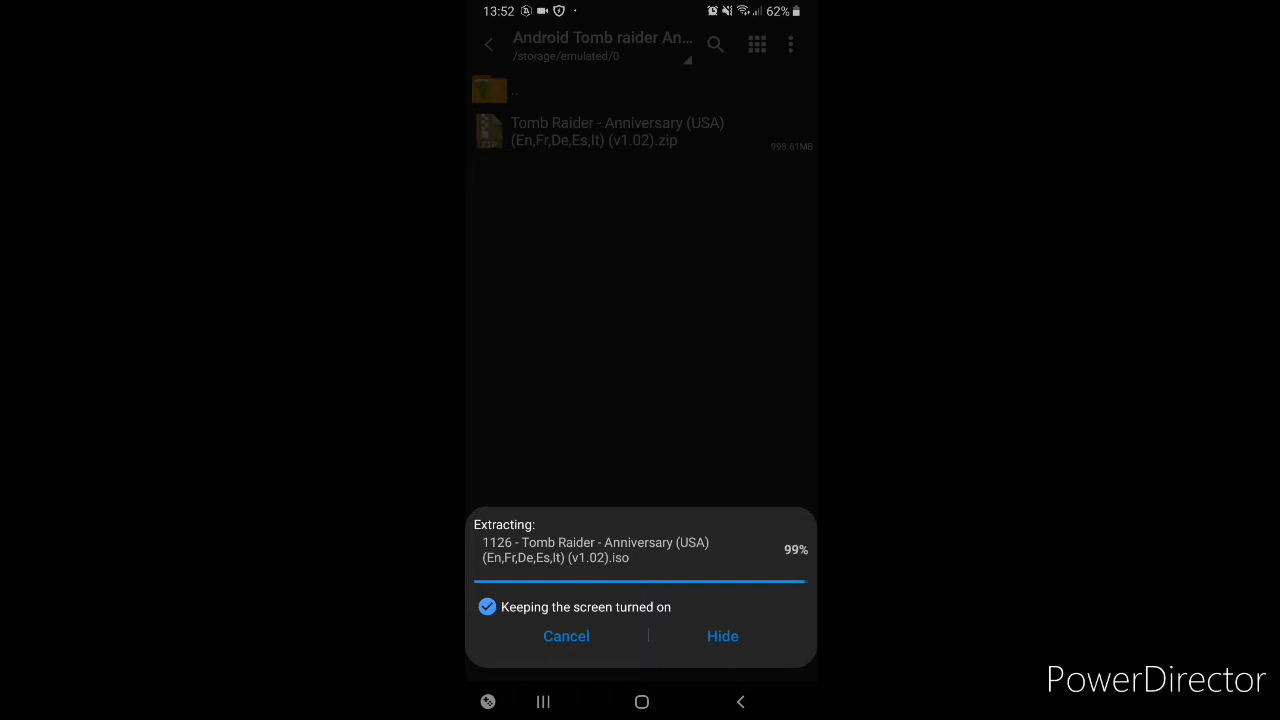 13:52
62%
Android Tomb raider An...
/storage/emulated/0
..
Tomb Raider - Anniversary (USA)
(En,Fr,De,Es,It) (v1.02).zip
998.61MB
ZIP
Extracting:
1126 - Tomb Raider - Anniversary (USA)
(En,Fr,De,Es,It) (v1.02).iso
99%
Keeping the screen turned on
Cancel
Hide
PowerDirector